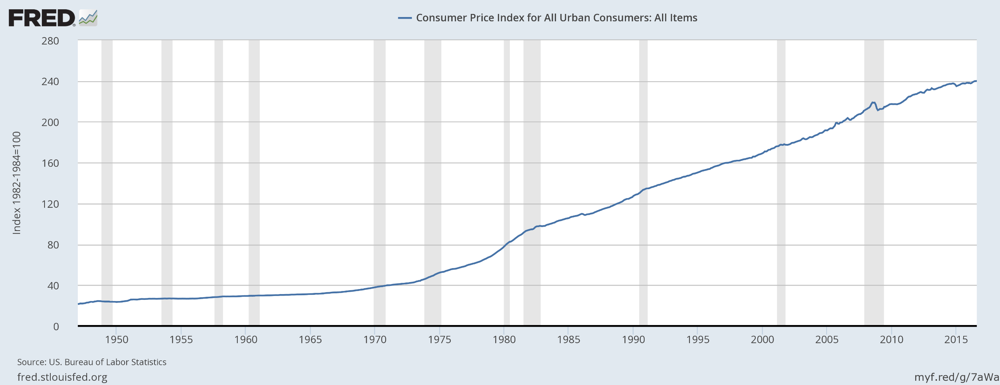 FRED®
Consumer Price Index for All Urban Consumers: All Items
280
240
200
160
120
80
40
0
Index 1982-1984=100
1950 1955 1960 1965 1970 1975 1980 1985 1990 1995 2000 2005 2010 2015
Source: US. Bureau of Labor Statistics
fred.stlouisfed.org
myf.red/g/7aWa